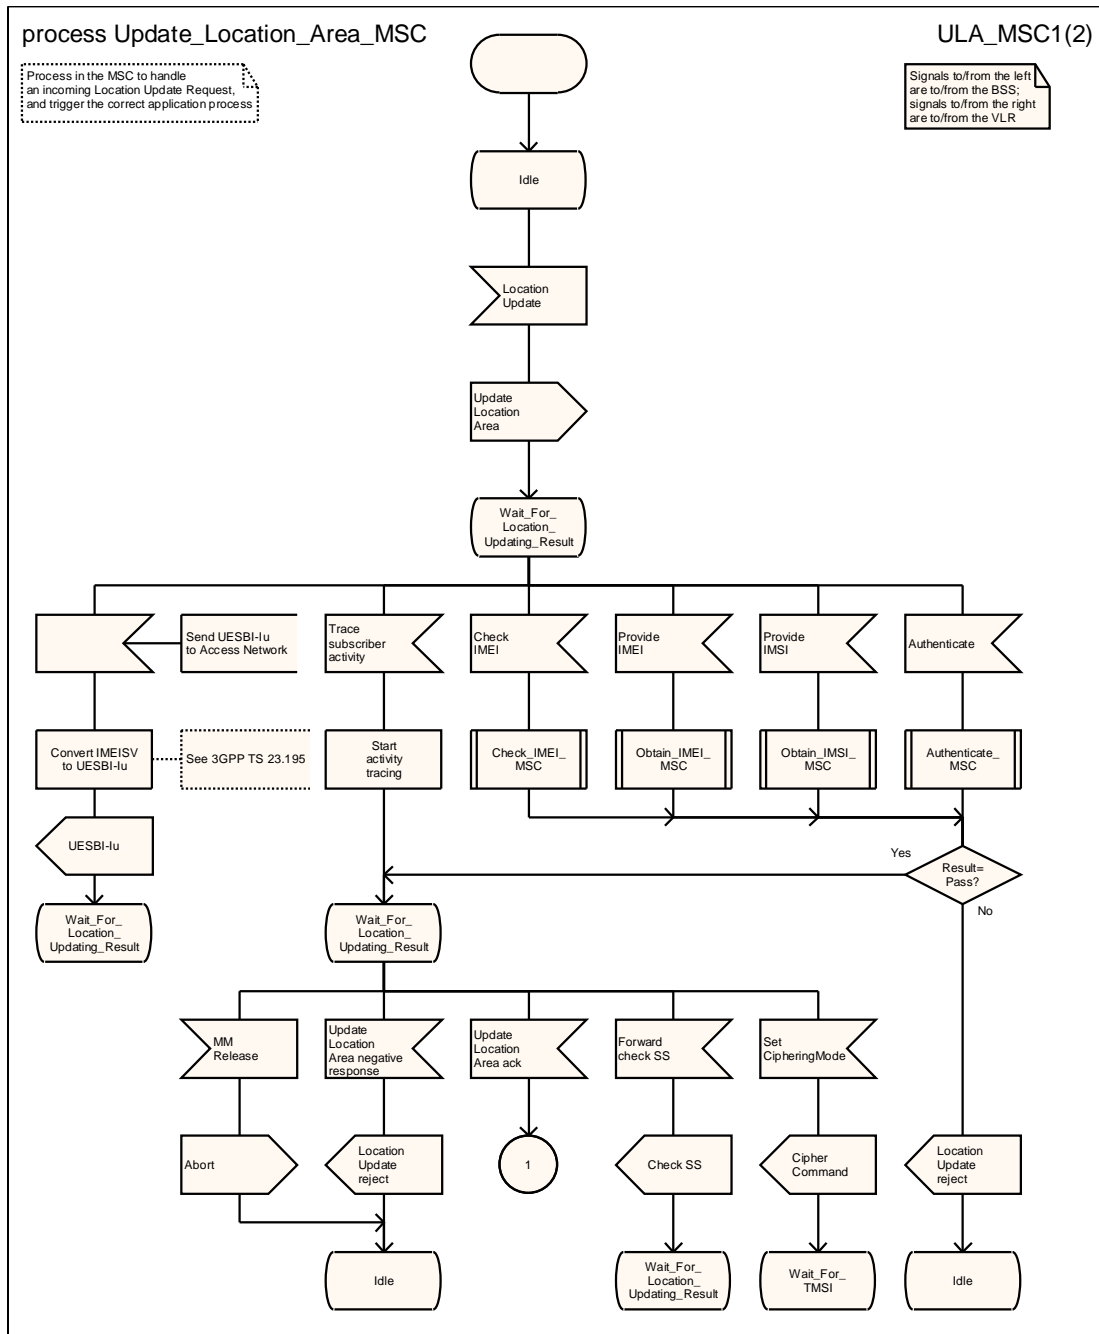 process Update_Location_Area_MSC
ULA_MSC1(2)
Process in the MSC to handle
an incoming Location Update Request,
and trigger the correct application process
Signals to/from the left
are to/from the BSS;
signals to/from the right
are to/from the VLR
Idle
Location
Update
Update
Location
Area
Wait_For_
Location_
Updating_Result
Send UESBI-Iu
to Access Network
Trace
subscriber
activity
Check
IMEI
Provide
IMEI
Provide
IMSI
Authenticate
Convert IMEISV
to UESBI-Iu
See 3GPP TS 23.195
Start
activity
tracing
Check_IMEI_
MSC
Obtain_IMEI_
MSC
Obtain_IMSI_
MSC
Authenticate_
MSC
UESBI-Iu
Yes
Result=
Pass?
No
Wait_For_
Location_
Updating_Result
Wait_For_
Location_
Updating_Result
MM
Release
Update
Location
Area negative
response
Update
Location
Area ack
Forward
check SS
Set
CipheringMode
Abort
Location
Update
reject
1
Check SS
Cipher
Command
Location
Update
reject
Idle
Wait_For_
Location_
Updating_Result
Wait_For_
TMSI
Idle